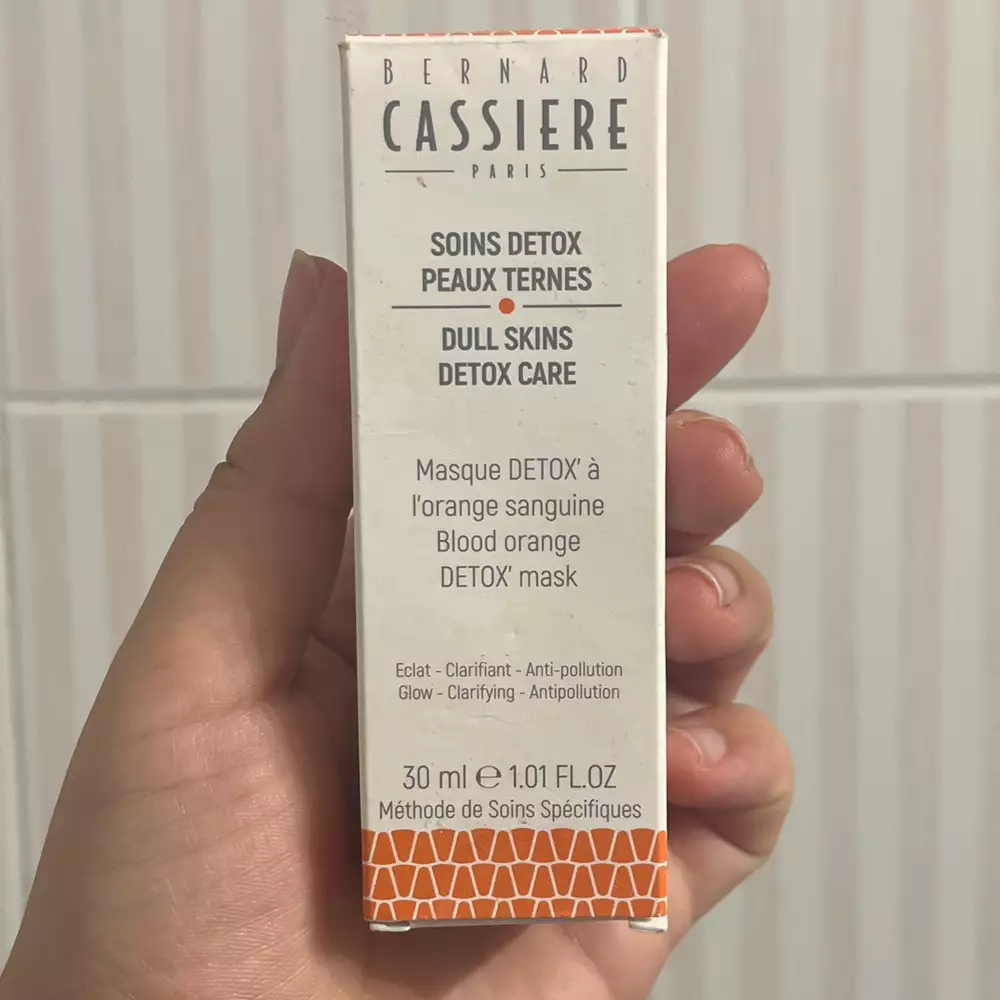 BERNARD
CASSIERE
PARIS
SOINS DETOX
PEAUX TERNES
DULL SKINS
DETOX CARE
Masque DETOX' à
l'orange sanguine
Blood orange
DETOX' mask
Eclat - Clarifiant - Anti-pollution
Glow - Clarifying - Antipollution
30 ml ℮ 1.01 FL.OZ
Méthode de Soins Spécifiques